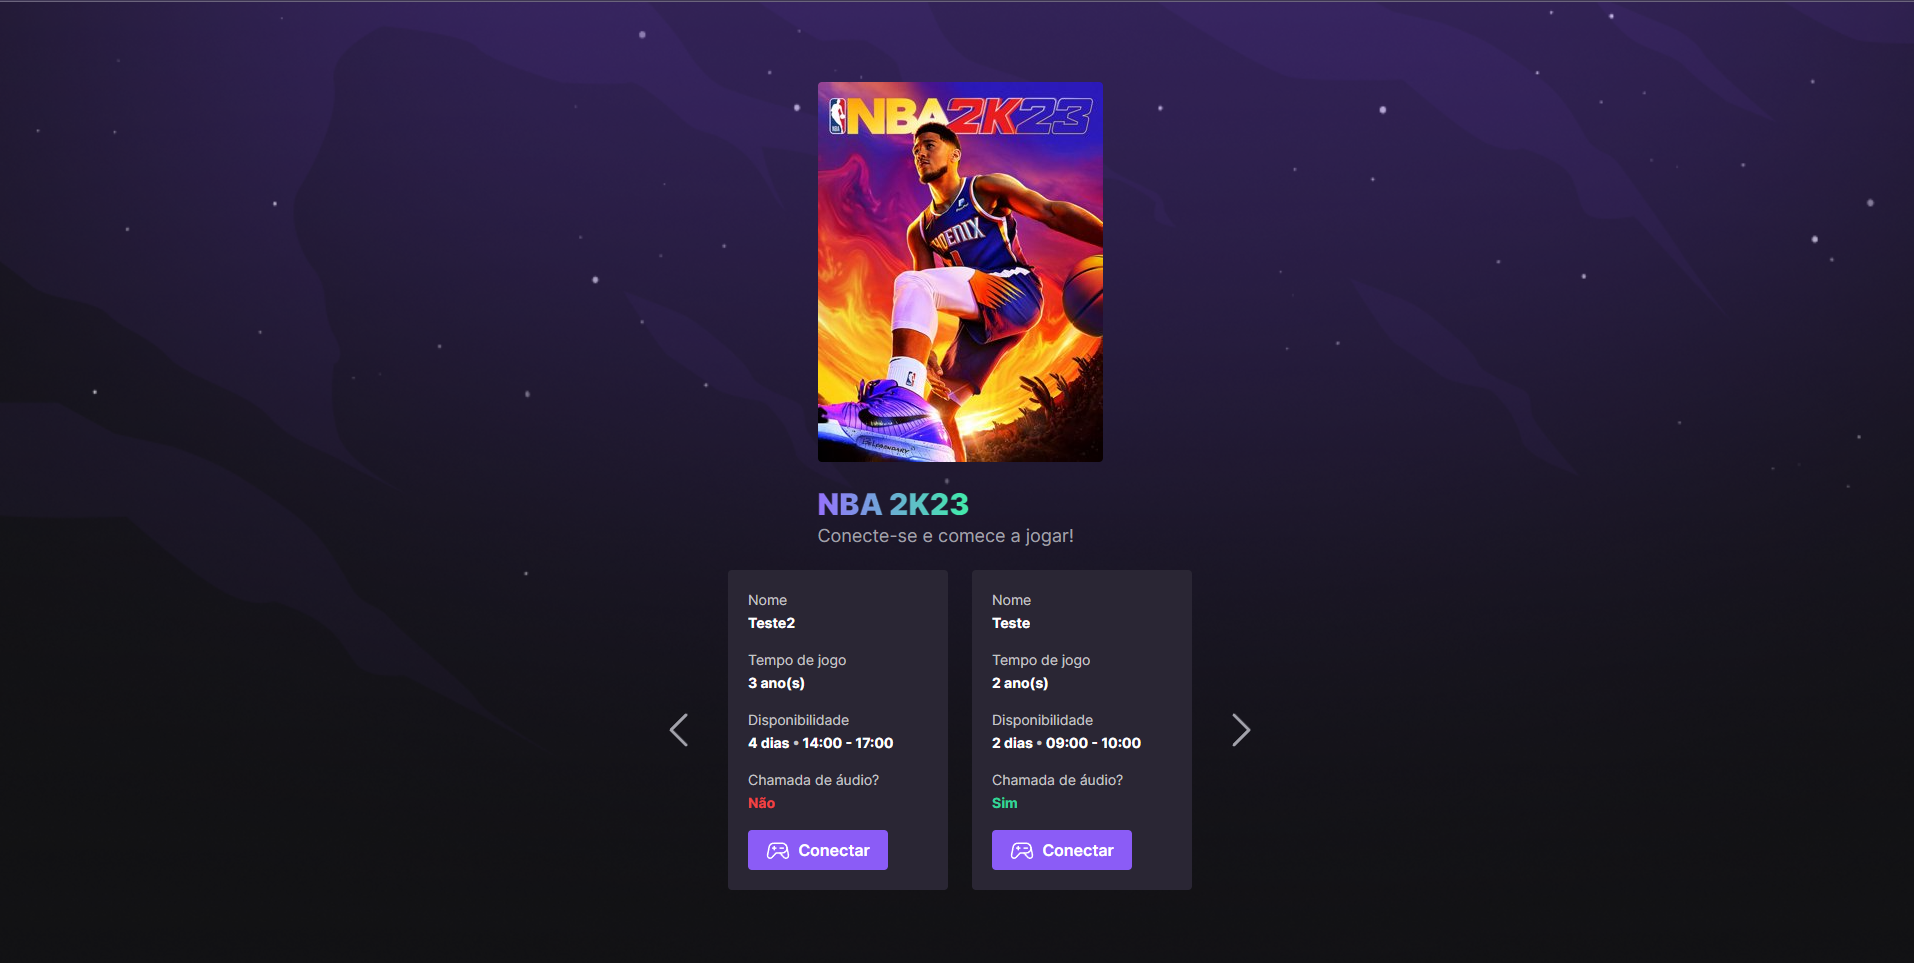 NBA 2K23
PHOENIX
NBA 2K23
Conecte-se e comece a jogar!
Nome
Teste2
Tempo de jogo
3 ano(s)
Disponibilidade
4 dias • 14:00 - 17:00
Chamada de áudio?
Não
Conectar
Nome
Teste
Tempo de jogo
2 ano(s)
Disponibilidade
2 dias • 09:00 - 10:00
Chamada de áudio?
Sim
Conectar